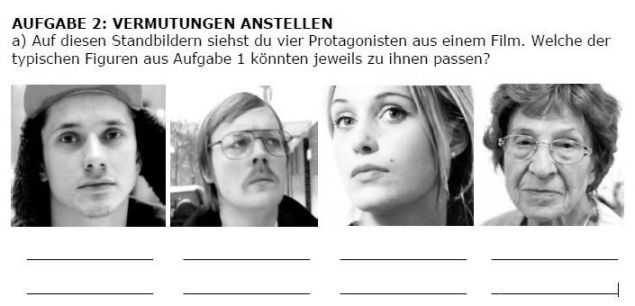 AUFGABE 2: VERMUTUNGEN ANSTELLEN
a) Auf diesen Standbildern siehst du vier Protagonisten aus einem Film. Welche der
typischen Figuren aus Aufgabe 1 könnten jeweils zu ihnen passen?